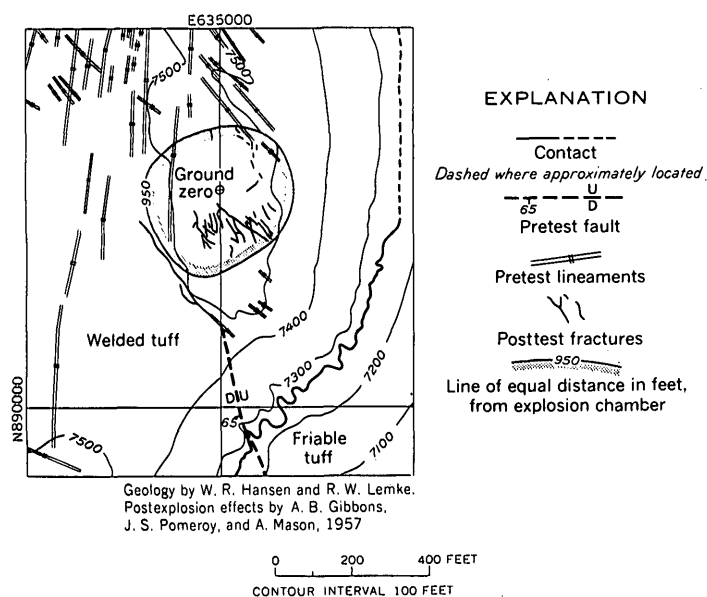 E635000
7500
7500
950
Ground
zero
Welded tuff
7400
7300
7200
D U
65
N890000
7500
Friable
tuff
7100
EXPLANATION
Contact
Dashed where approximately located
U
65 D
Pretest fault
Pretest lineaments
Posttest fractures
950
Line of equal distance in feet,
from explosion chamber
Geology by W. R. Hansen and R. W. Lemke.
Postexplosion effects by A. B. Gibbons,
J. S. Pomeroy, and A. Mason, 1957
0 200 400 FEET
CONTOUR INTERVAL 100 FEET